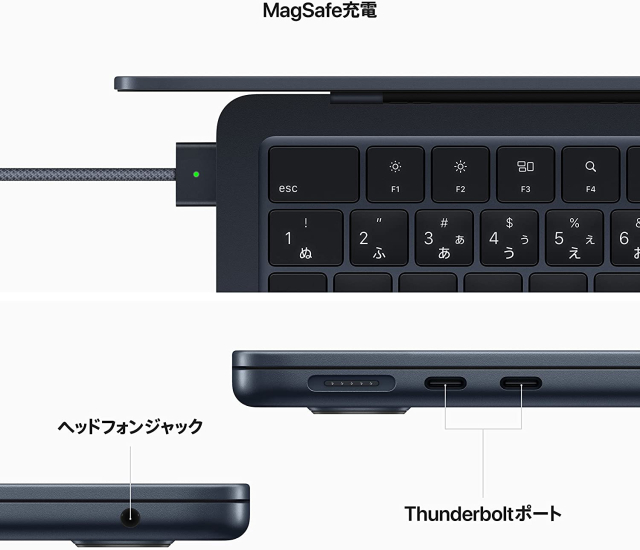 MagSafe充電
esc
F1
F2
F3
F4
! 1 ぬ
" 2 ふ
# 3 ぁ あ
$ 4 ぅ う
% 5 ぇ え
& 6 お
ヘッドフォンジャック
Thunderboltポート